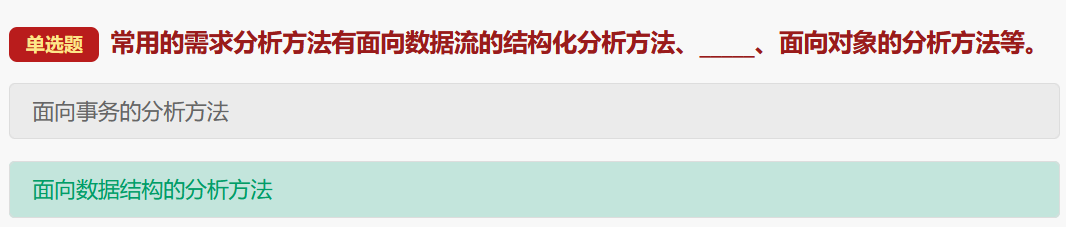 单选题 常用的需求分析方法有面向数据流的结构化分析方法、_____、面向对象的分析方法等。
面向事务的分析方法
面向数据结构的分析方法